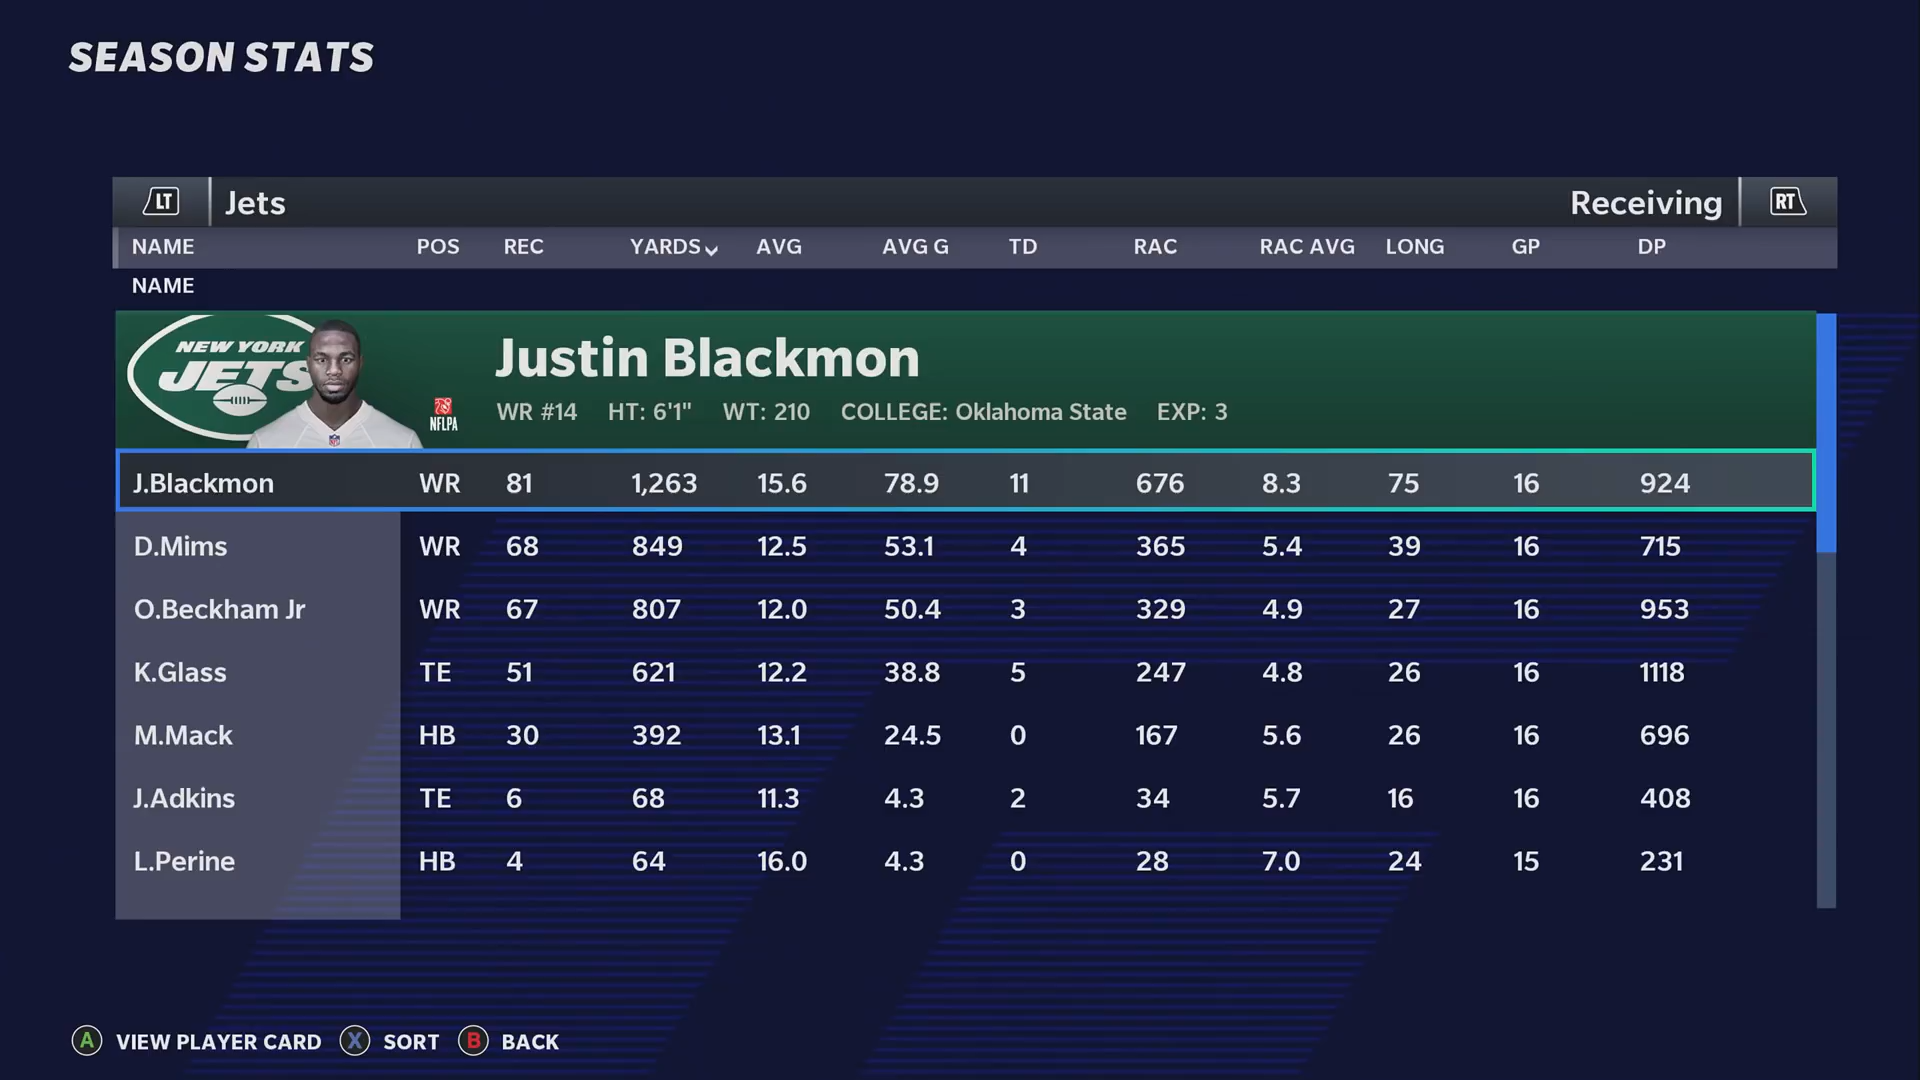 SEASON STATS
LT Jets Receiving RT
NAME POS REC YARDS AVG AVG G TD RAC RAC AVG LONG GP DP
NAME
NEW YORK
JETS
NFLPA
Justin Blackmon
WR #14 HT: 6'1" WT: 210 COLLEGE: Oklahoma State EXP: 3
J.Blackmon WR 81 1,263 15.6 78.9 11 676 8.3 75 16 924
D.Mims WR 68 849 12.5 53.1 4 365 5.4 39 16 715
O.Beckham Jr WR 67 807 12.0 50.4 3 329 4.9 27 16 953
K.Glass TE 51 621 12.2 38.8 5 247 4.8 26 16 1118
M.Mack HB 30 392 13.1 24.5 0 167 5.6 26 16 696
J.Adkins TE 6 68 11.3 4.3 2 34 5.7 16 16 408
L.Perine HB 4 64 16.0 4.3 0 28 7.0 24 15 231
A VIEW PLAYER CARD X SORT B BACK